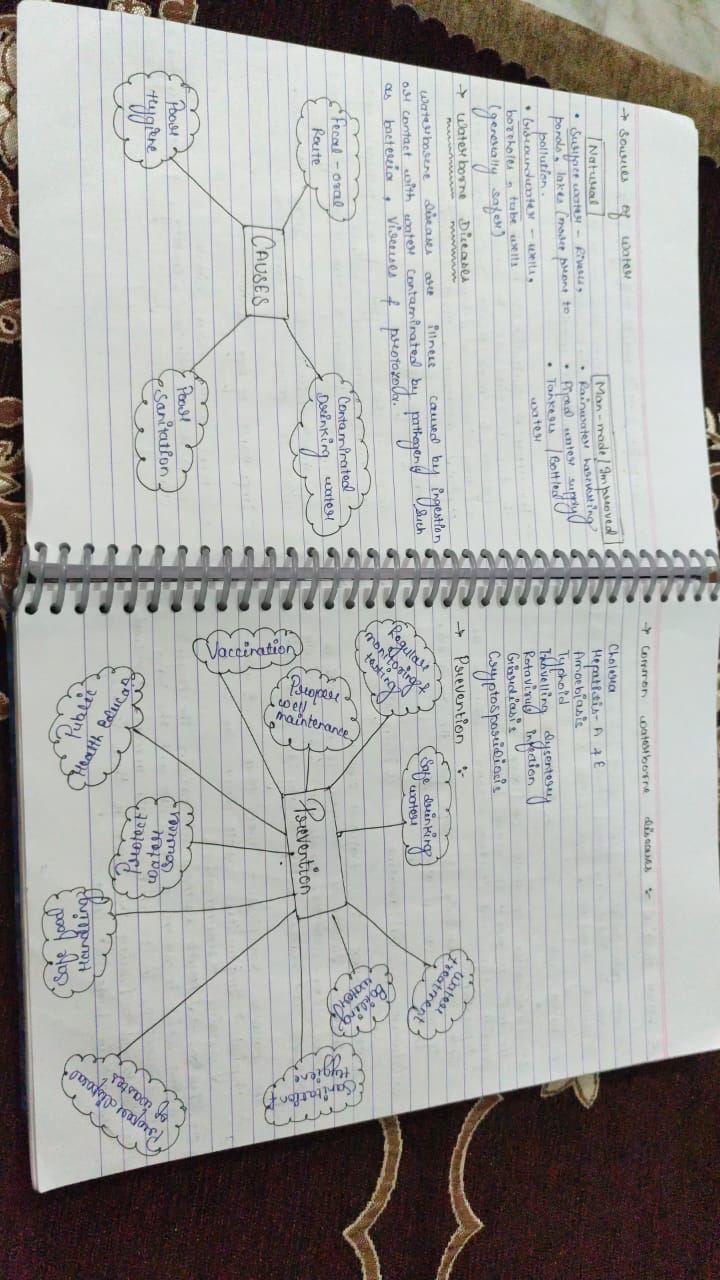 → Sources of water
Natural
• Surface water - Rivers,
ponds, lakes (more prone to
pollution.
• Groundwater - wells,
boreholes, tube wells
(generally safer)
Man-made/Improved
• Rainwater harvesting
• Piped water supply
• Tankers / Bottled
water
→ Waterborne Diseases
Waterborne diseases are illness caused by ingestion
or contact with water contaminated by pathogens such
as bacteria, viruses & protozoa.
Fecal-oral
Route
Contaminated
Drinking water
CAUSES
Poor
Hygiene
Poor
Sanitation
→ Common waterborne diseases :-
Cholera
Hepatitis-A & E
Amoebiasis
Typhoid
Travelling dysentery
Rotavirus infection
Giardiasis
Cryptosporidiosis
→ Prevention :-
Regular
monitoring &
testing
Safe drinking
water
Water
treatment
Boiling
water
Sanitation &
Hygiene
Proper
well
maintenance
Vaccination
Prevention
Public
Health Educat
Protect
water
sources
Safe food
Handling
Proper disposal
of wastes